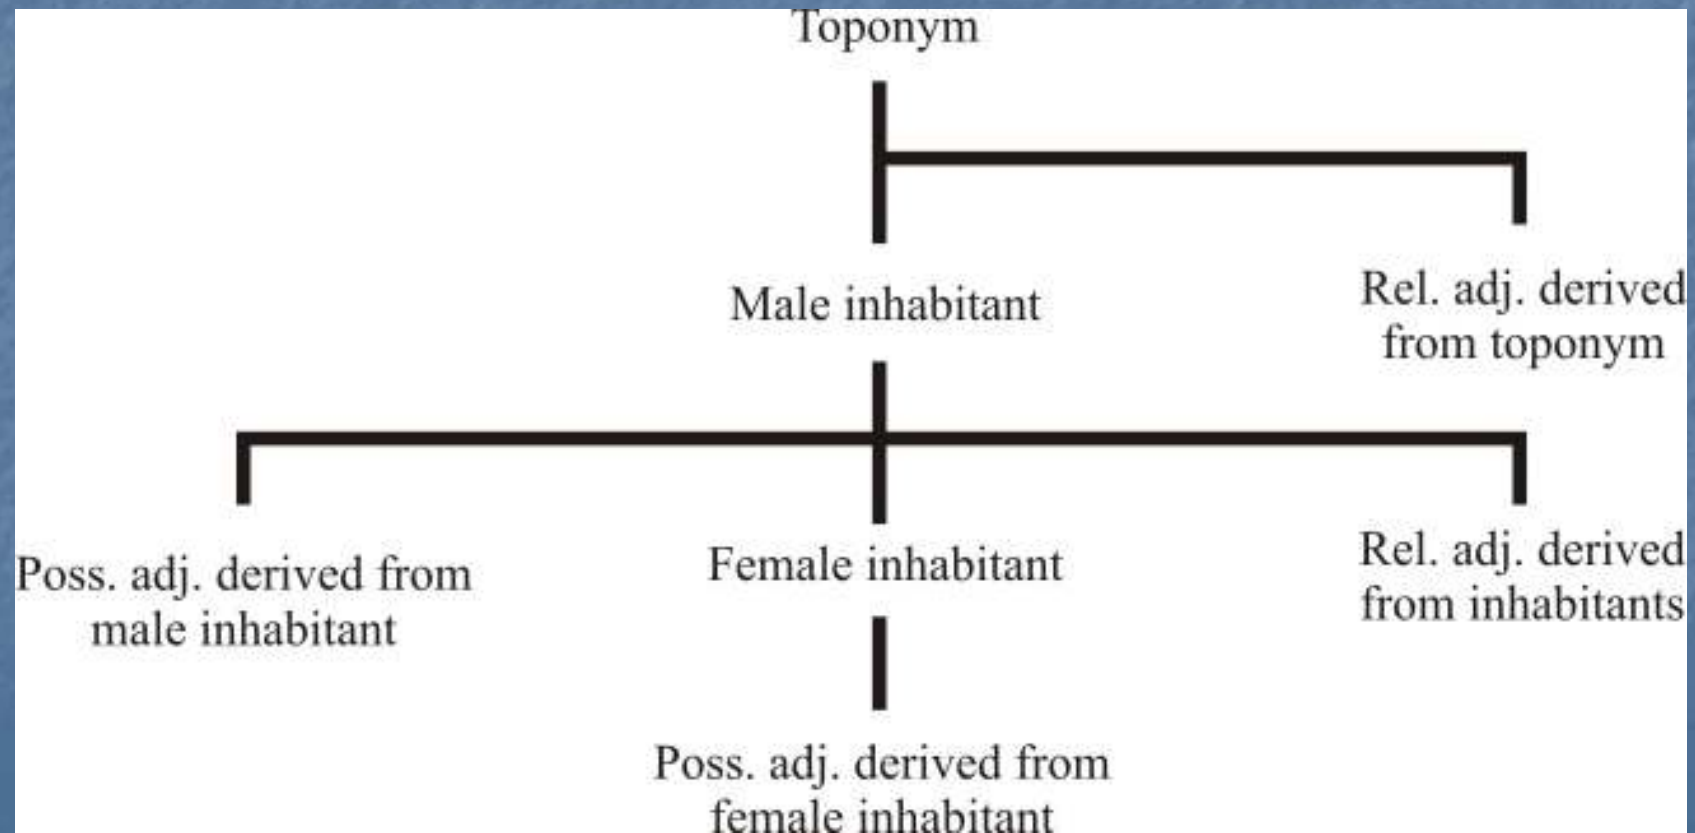 Toponym
Male inhabitant
Rel. adj. derived
from toponym
Poss. adj. derived from
male inhabitant
Female inhabitant
Rel. adj. derived
from inhabitants
Poss. adj. derived from
female inhabitant